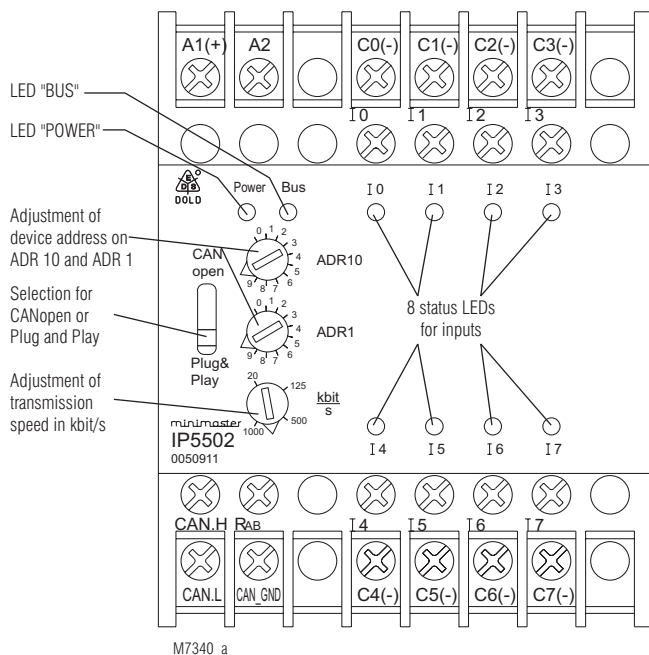 A1(+) A2 C0(-) C1(-) C2(-) C3(-)
LED "BUS"
I0 I1 I2 I3
LED "POWER"
E D S
DOLD
Power Bus
I0 I1 I2 I3
Adjustment of
device address on
ADR 10 and ADR 1
CAN
open
0 1 2 3 4 5 6 7 8 9
ADR10
Selection for
CANopen or
Plug and Play
0 1 2 3 4 5 6 7 8 9
ADR1
8 status LEDs
for inputs
Plug&
Play
Adjustment of
transmission
speed in kbit/s
20 125 500 1000
kbit
s
minimaster
IP5502
0050911
I4 I5 I6 I7
CAN.H RAB I4 I5 I6 I7
CAN.L CAN_GND C4(-) C5(-) C6(-) C7(-)
M7340_a